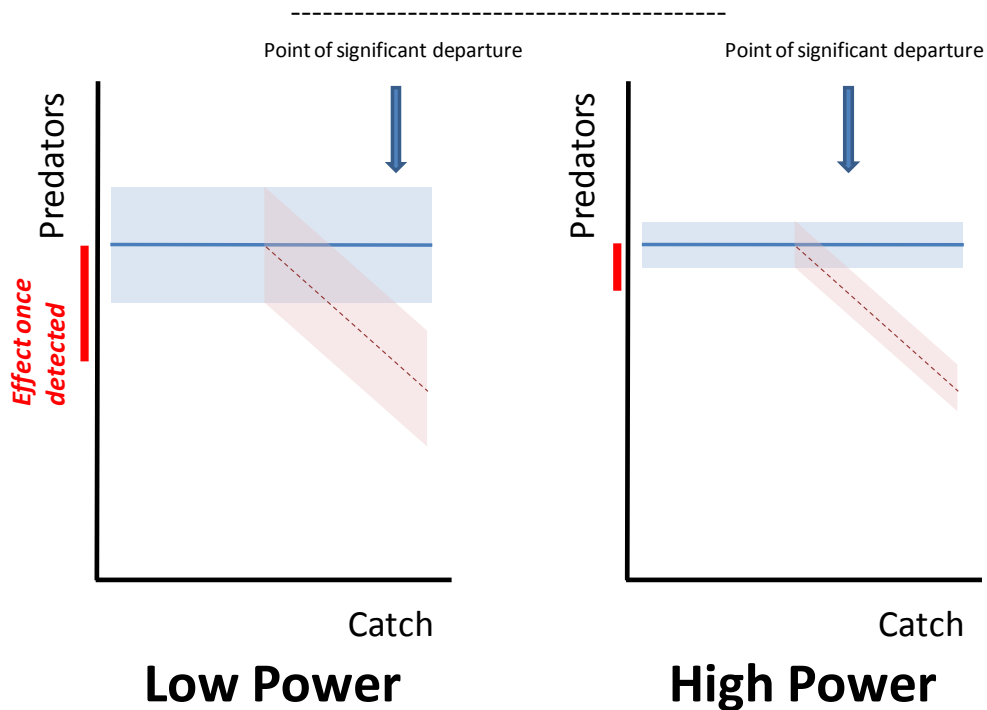 Point of significant departure
Point of significant departure
Predators
Predators
Effect once
detected
Catch
Catch
Low Power
High Power